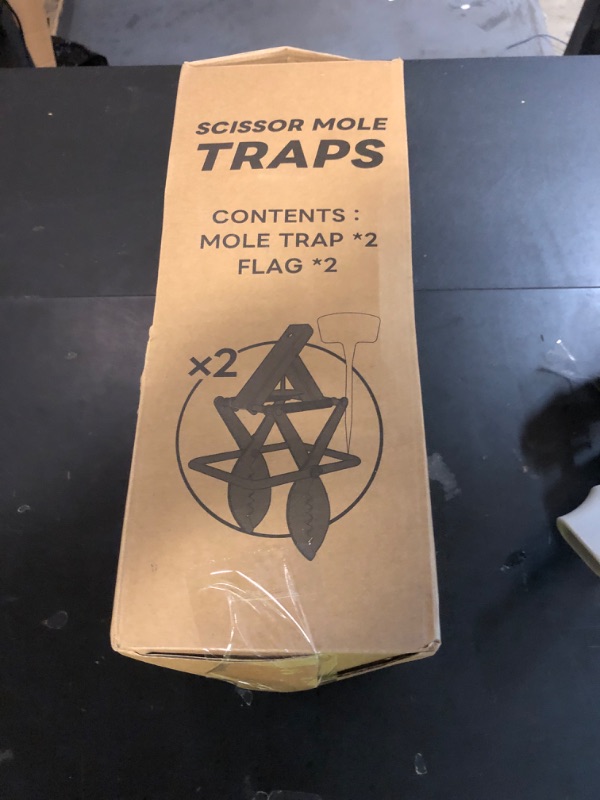 SCISSOR MOLE
TRAPS
CONTENTS :
MOLE TRAP *2
FLAG *2
×2